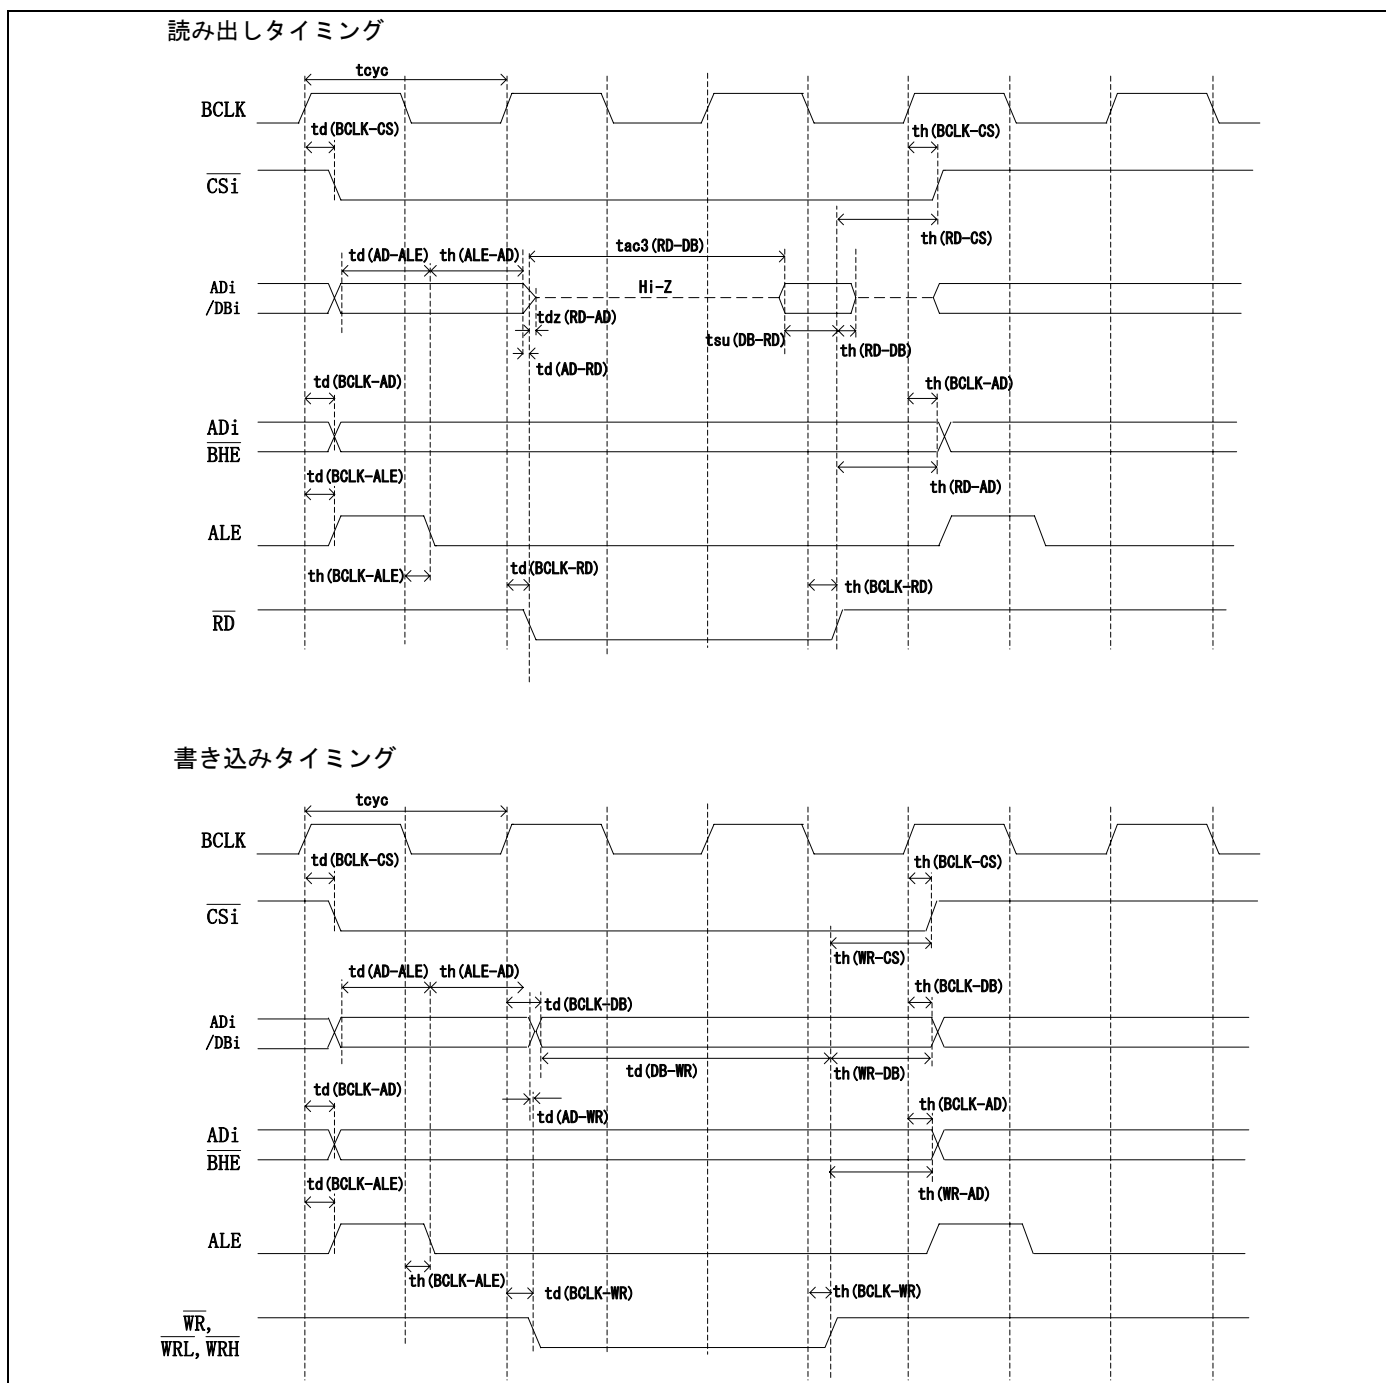 読み出しタイミング
tcyc
BCLK
td(BCLK-CS)
th(BCLK-CS)
CSi
th(RD-CS)
tac3(RD-DB)
td(AD-ALE)
th(ALE-AD)
ADi
/DBi
Hi-Z
tdz(RD-AD)
tsu(DB-RD)
th(RD-DB)
td(AD-RD)
td(BCLK-AD)
th(BCLK-AD)
ADi
BHE
td(BCLK-ALE)
th(RD-AD)
ALE
td(BCLK-RD)
th(BCLK-ALE)
th(BCLK-RD)
RD
書き込みタイミング
tcyc
BCLK
td(BCLK-CS)
th(BCLK-CS)
CSi
th(WR-CS)
td(AD-ALE)
th(ALE-AD)
th(BCLK-DB)
td(BCLK-DB)
ADi
/DBi
td(DB-WR)
th(WR-DB)
td(BCLK-AD)
th(BCLK-AD)
td(AD-WR)
ADi
BHE
td(BCLK-ALE)
th(WR-AD)
ALE
th(BCLK-ALE)
td(BCLK-WR)
th(BCLK-WR)
WR,
WRL, WRH